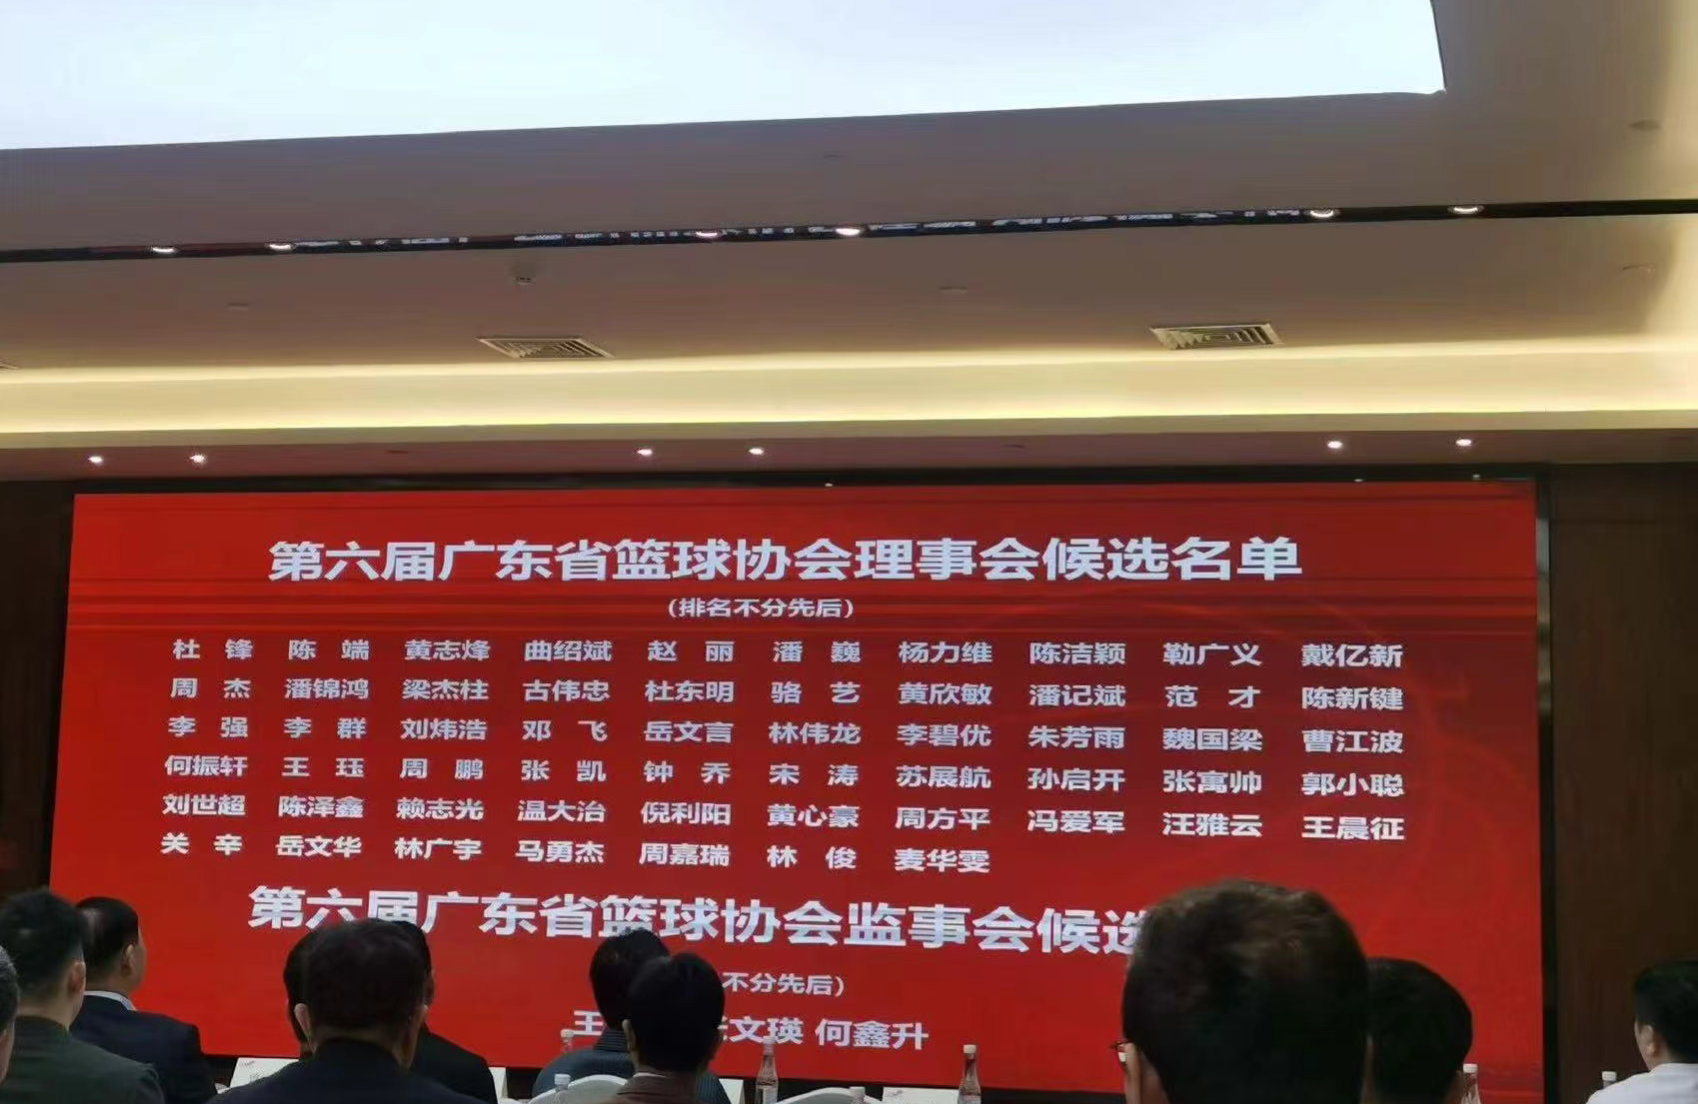 第六届广东省篮球协会理事会候选名单
(排名不分先后)
杜锋 陈端 黄志烽 曲绍斌 赵丽 潘巍 杨力维 陈洁颖 勒广义 戴亿新
周杰 潘锦鸿 梁杰柱 古伟忠 杜东明 骆艺 黄欣敏 潘记斌 范才 陈新键
李强 李群 刘炜浩 邓飞 岳文言 林伟龙 李碧优 朱芳雨 魏国梁 曹江波
何振轩 王珏 周鹏 张凯 钟乔 宋涛 苏展航 孙启开 张寓帅 郭小聪
刘世超 陈泽鑫 赖志光 温大治 倪利阳 黄心豪 周方平 冯爱军 汪雅云 王晨征
关辛 岳文华 林广宇 马勇杰 周嘉瑞 林俊 麦华雯
第六届广东省篮球协会监事会候选
不分先后)
王 文瑛 何鑫升